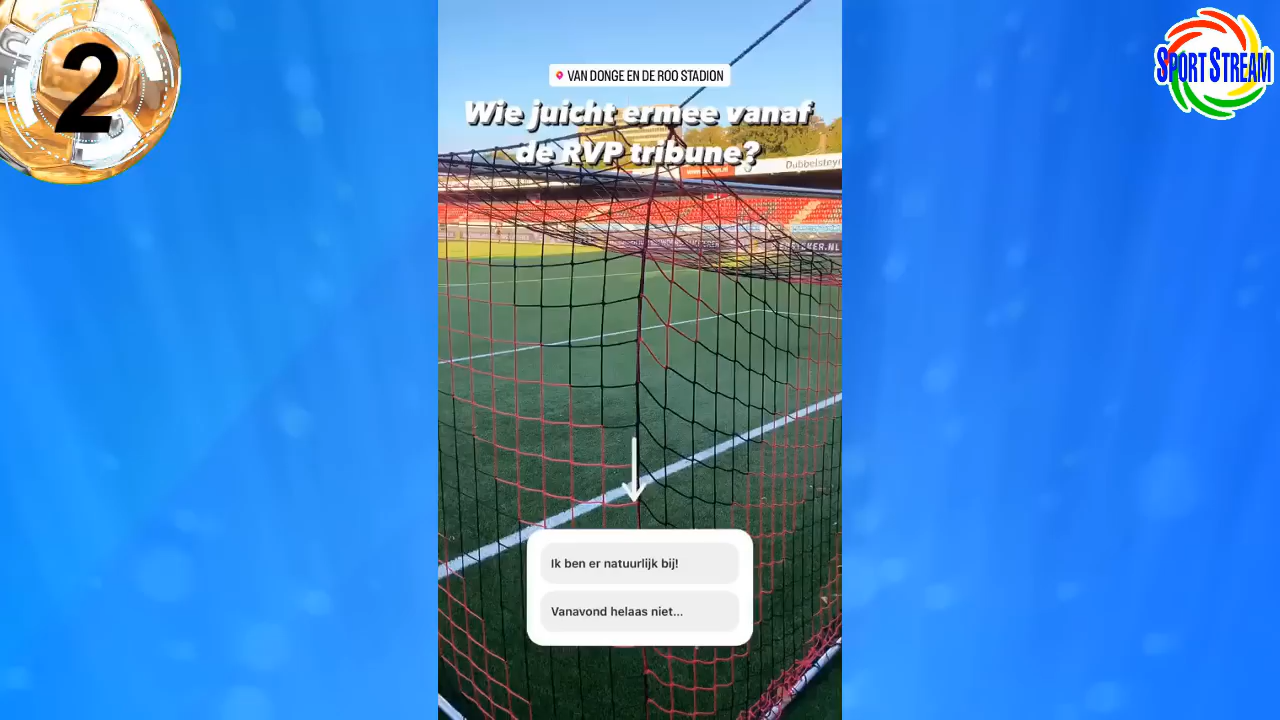 2
SPORT STREAM
VAN DONGE EN DE ROO STADION
Wie juicht ermee vanaf
de RVP tribune?
Dubbelsteyn
Ik ben er natuurlijk bij!
Vanavond helaas niet...